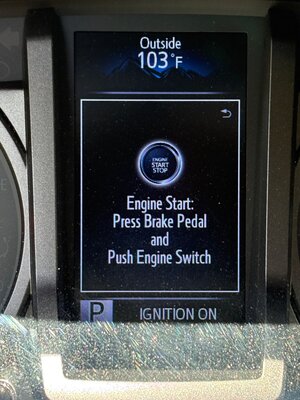 Outside
103°F
ENGINE
START
STOP
Engine Start:
Press Brake Pedal
and
Push Engine Switch
P IGNITION ON